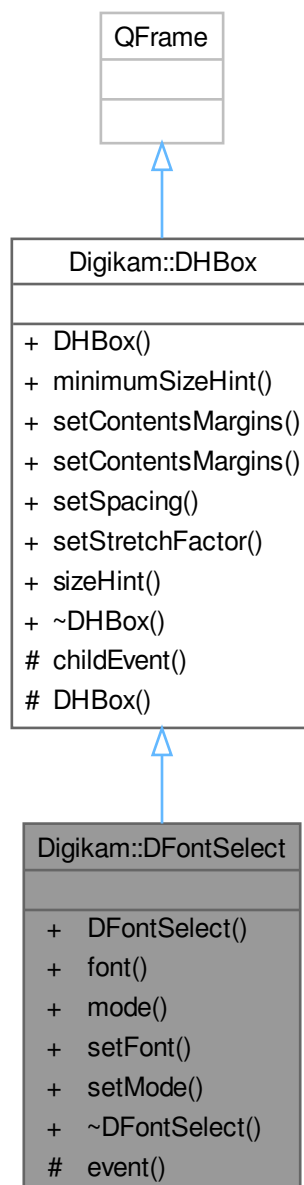 QFrame
Digikam::DHBox
+ DHBox()
+ minimumSizeHint()
+ setContentsMargins()
+ setContentsMargins()
+ setSpacing()
+ setStretchFactor()
+ sizeHint()
+ ~DHBox()
# childEvent()
# DHBox()
Digikam::DFontSelect
+ DFontSelect()
+ font()
+ mode()
+ setFont()
+ setMode()
+ ~DFontSelect()
# event()